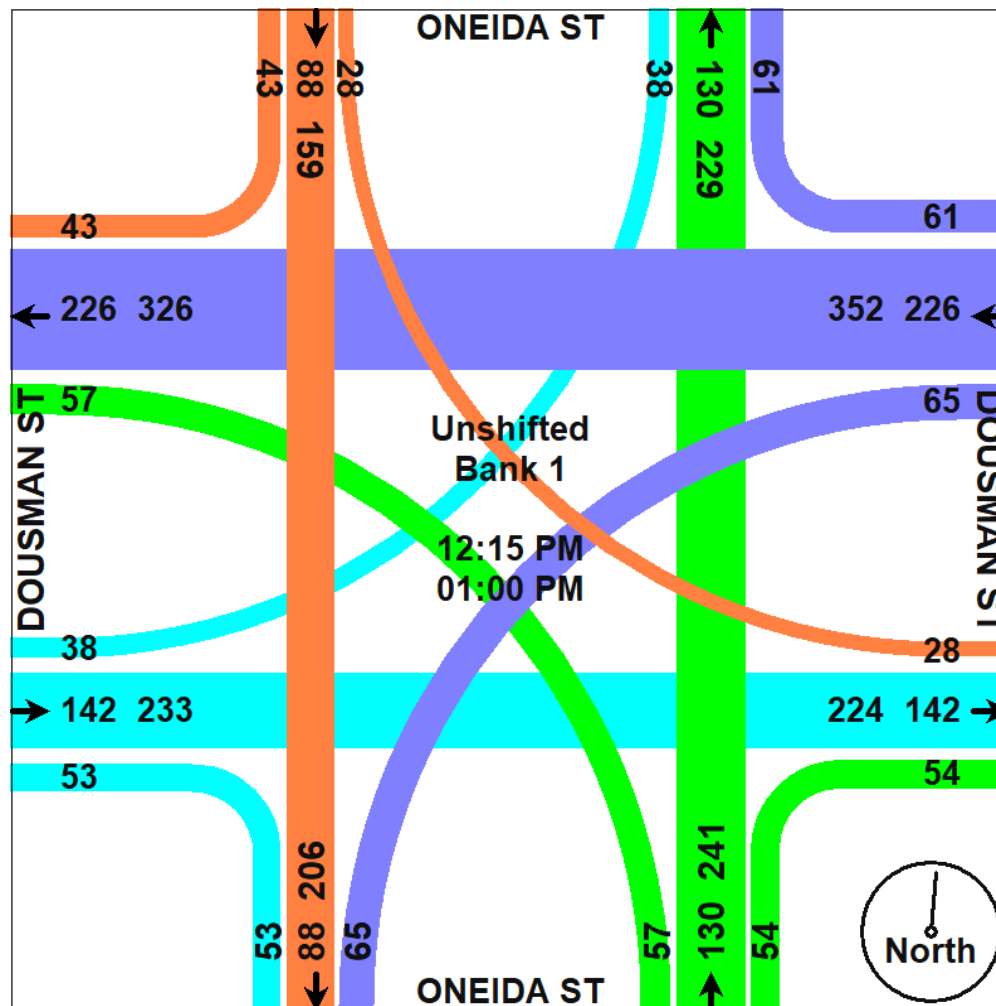 ONEIDA ST
43
88 159
28
38
130 229
61
43
61
226 326
352 226
57
65
DOUSMAN ST
DOUSMAN ST
Unshifted
Bank 1
12:15 PM
01:00 PM
38
28
142 233
224 142
53
54
53
88 206
65
57
130 241
54
North
ONEIDA ST